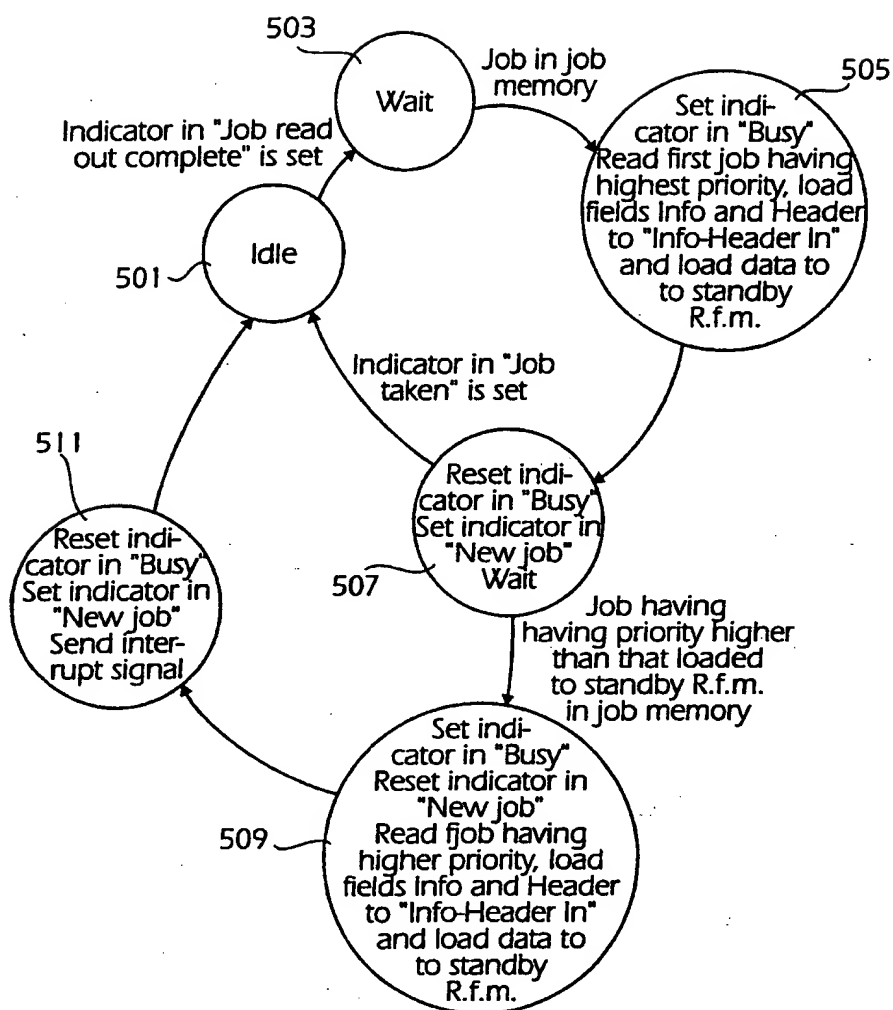 503
Wait
Job in job
memory
505
Set indi-
cator in "Busy"
Read first job having
highest priority, load
fields Info and Header
to "Info-Header In"
and load data to
to standby
R.f.m.
Indicator in "Job read
out complete" is set
Idle
501
Indicator in "Job
taken" is set
511
Reset indi-
cator in "Busy"
Set indicator in
"New job"
Send inter-
rupt signal
Reset indi-
cator in "Busy"
Set indicator in
"New job"
Wait
507
Job having
having priority higher
than that loaded
to standby R.f.m.
in job memory
Set indi-
cator in "Busy"
Reset indicator in
"New job"
Read fjob having
higher priority, load
fields Info and Header
to "Info-Header In"
and load data to
to standby
R.f.m.
509